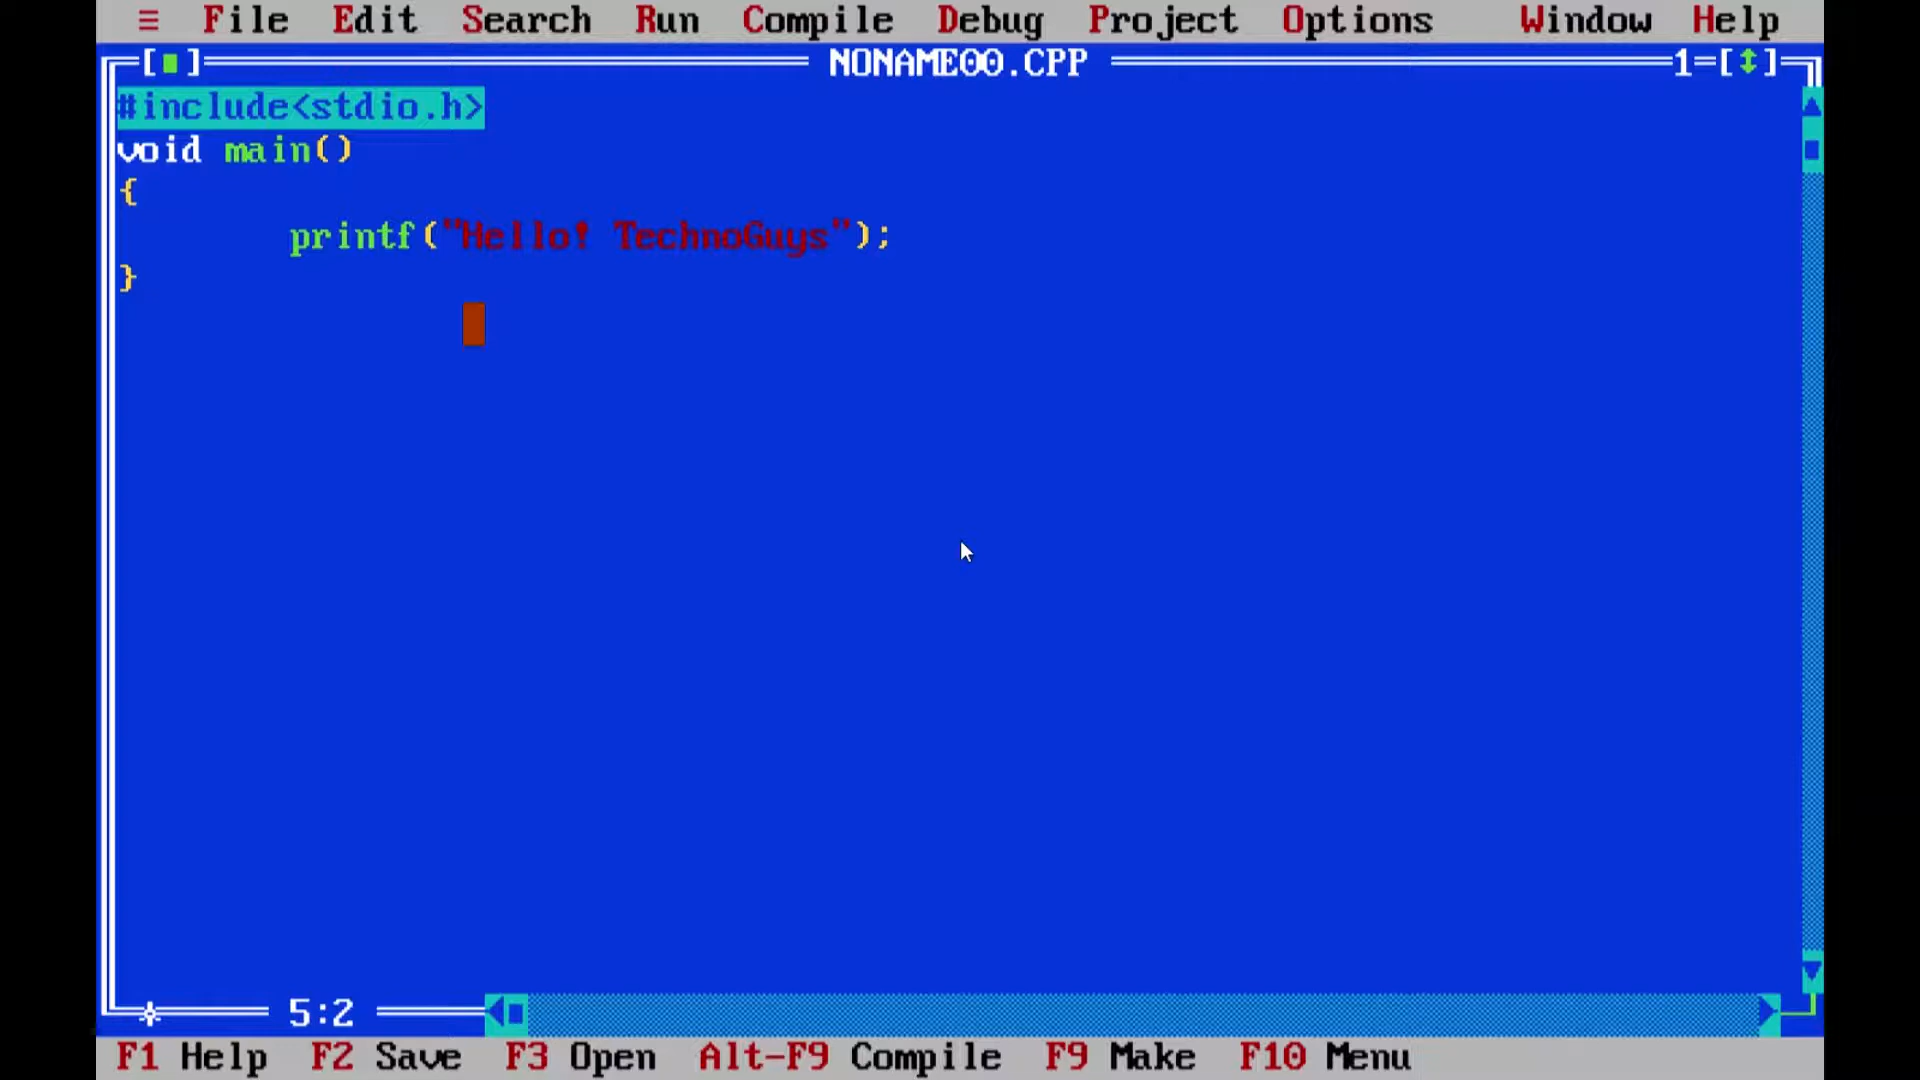 ≡ File Edit Search Run Compile Debug Project Options Window Help
[■] NONAME00.CPP 1=[↕]
#include<stdio.h>
void main()
{
printf("Hello! TechnoGuys");
}
5:2
F1 Help F2 Save F3 Open Alt-F9 Compile F9 Make F10 Menu